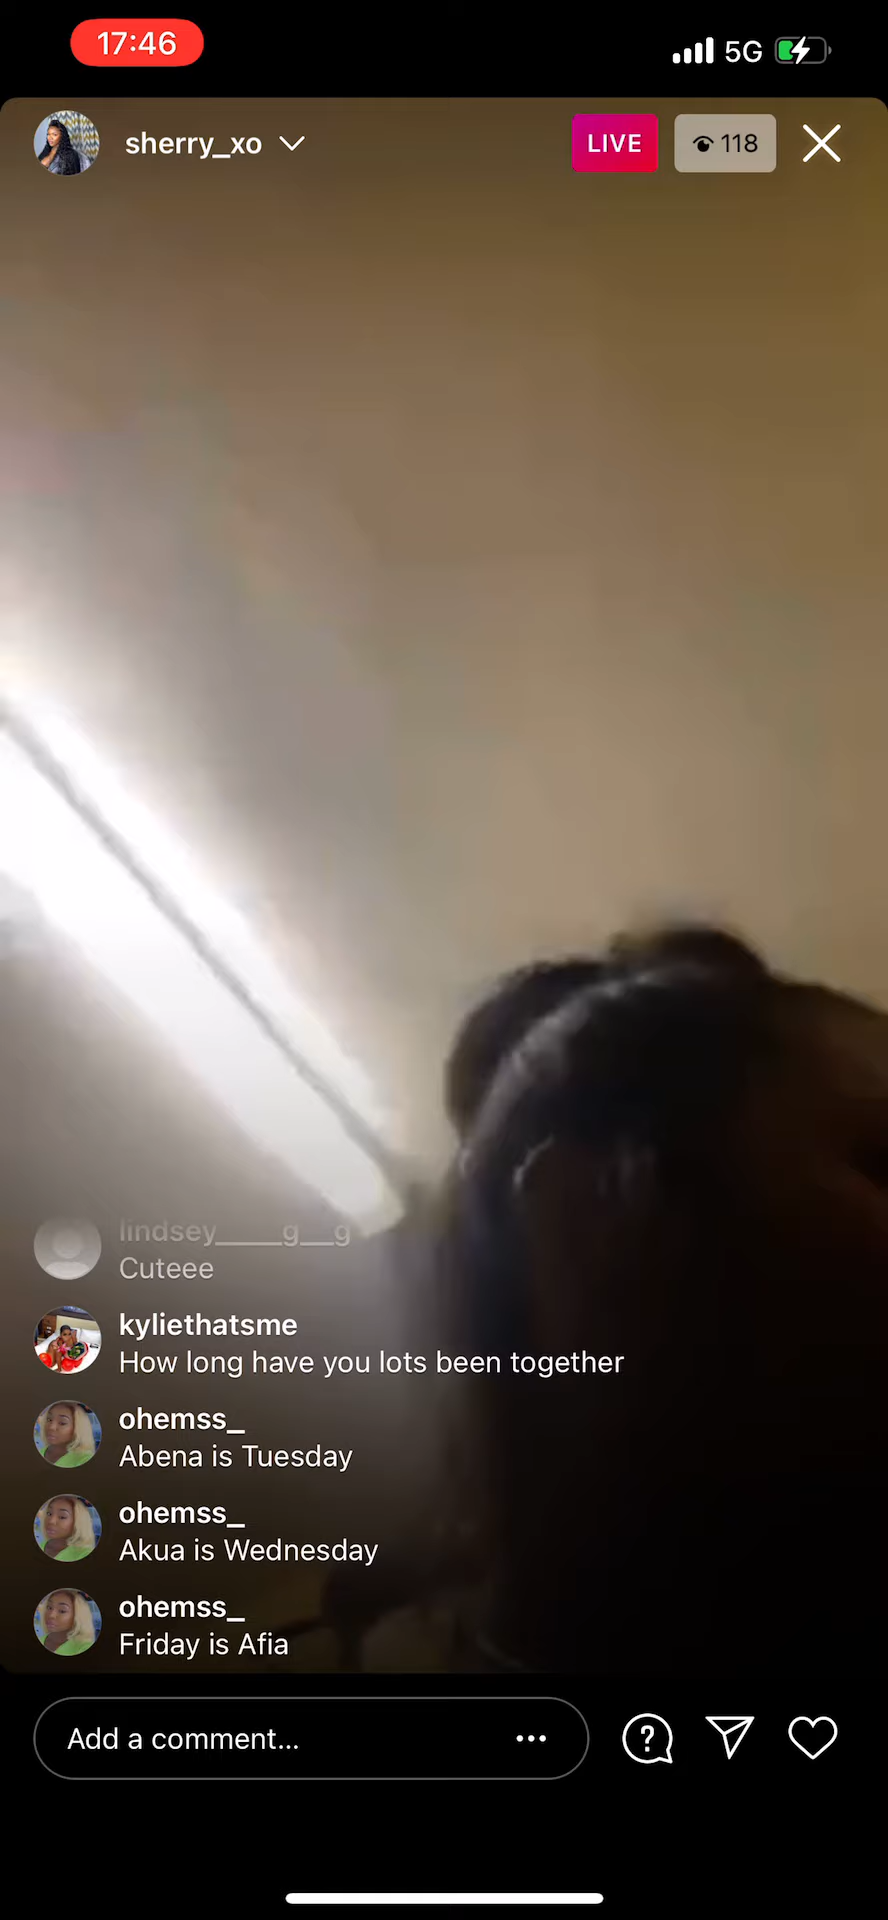 17:46
5G
sherry_xo
LIVE
118
lindsey_____g__g
Cuteee
kyliethatsme
How long have you lots been together
ohemss_
Abena is Tuesday
ohemss_
Akua is Wednesday
ohemss_
Friday is Afia
Add a comment...